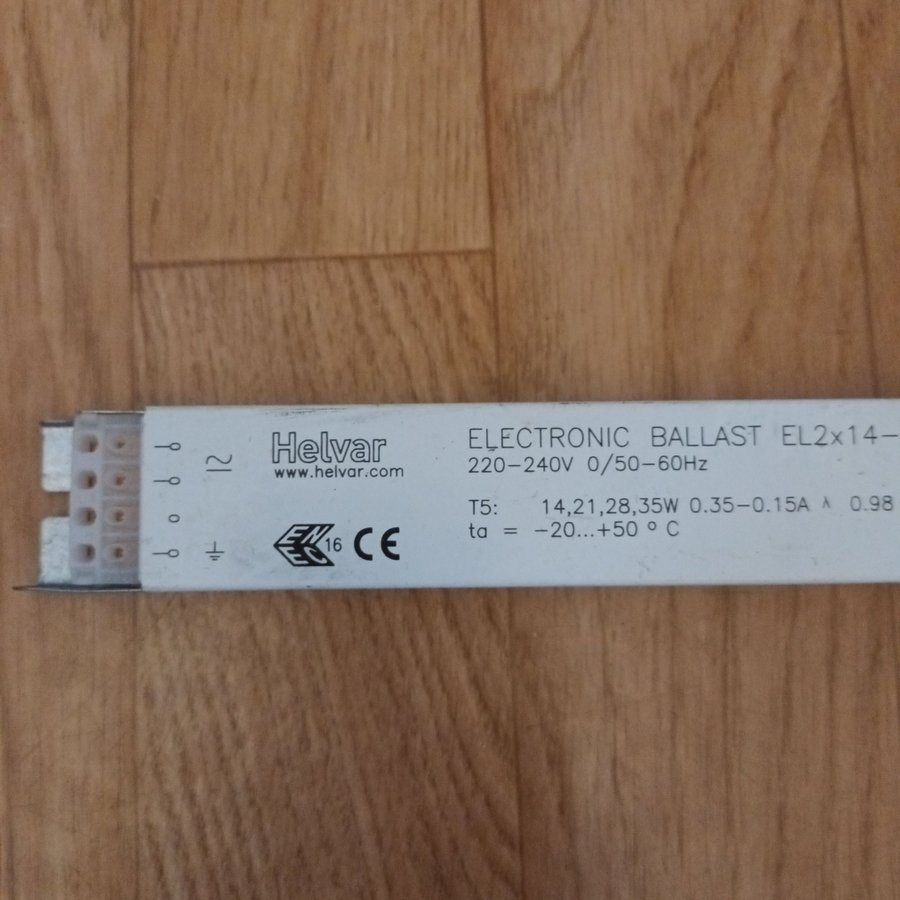 Helvar
www.helvar.com
ELECTRONIC BALLAST EL2x14-
220-240V 0/50-60Hz
T5: 14,21,28,35W 0.35-0.15A λ 0.98
ta = -20...+50 º C
ENEC 16 CE